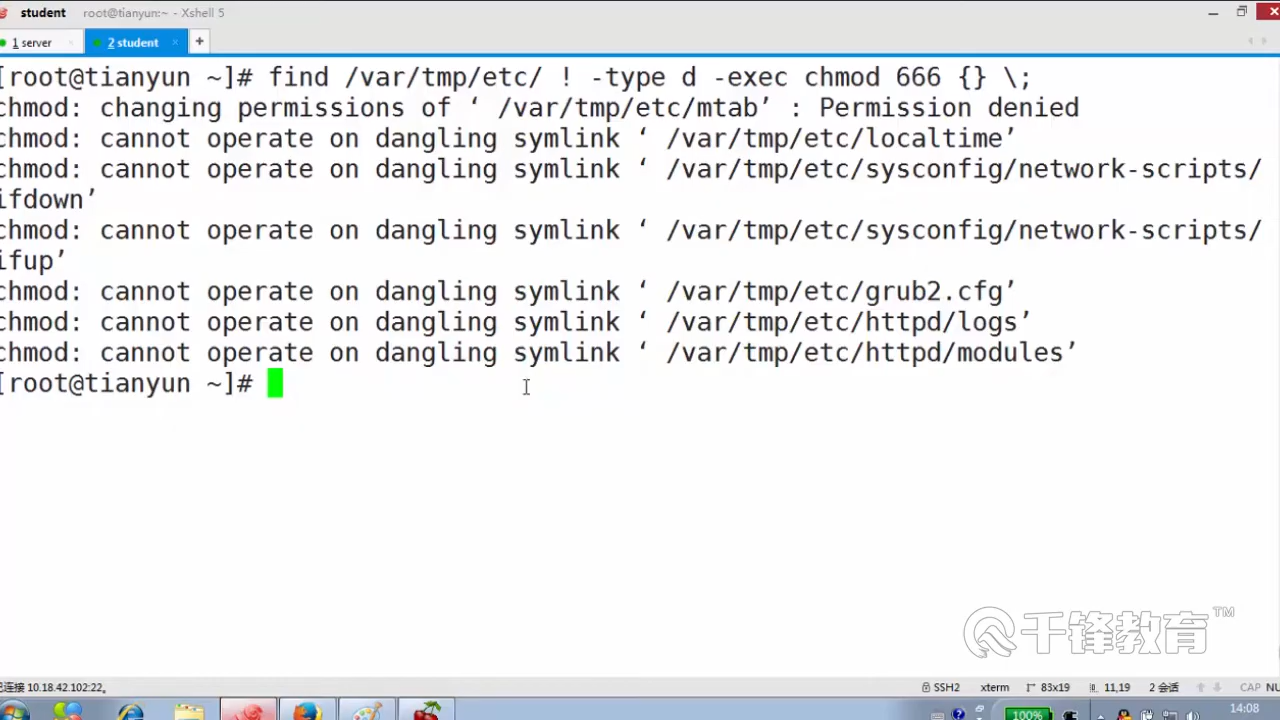 student root@tianyun:~ - Xshell 5
1 server × 2 student × +
[root@tianyun ~]# find /var/tmp/etc/ ! -type d -exec chmod 666 {} \;
chmod: changing permissions of ‘ /var/tmp/etc/mtab’ : Permission denied
chmod: cannot operate on dangling symlink ‘ /var/tmp/etc/localtime’
chmod: cannot operate on dangling symlink ‘ /var/tmp/etc/sysconfig/network-scripts/
ifdown’
chmod: cannot operate on dangling symlink ‘ /var/tmp/etc/sysconfig/network-scripts/
ifup’
chmod: cannot operate on dangling symlink ‘ /var/tmp/etc/grub2.cfg’
chmod: cannot operate on dangling symlink ‘ /var/tmp/etc/httpd/logs’
chmod: cannot operate on dangling symlink ‘ /var/tmp/etc/httpd/modules’
[root@tianyun ~]#
千锋教育™
已连接 10.18.42.102:22。 SSH2 xterm 83x19 11,19 2 会话 CAP NU
100% 14:08